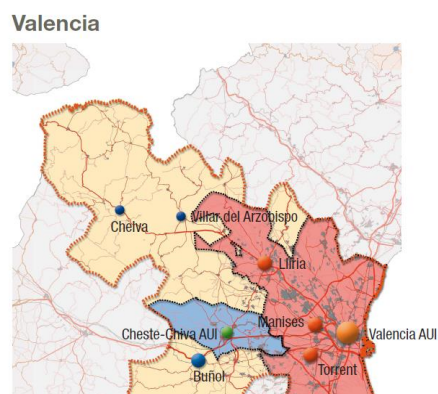 Valencia
Villar del Arzobispo
Chelva
Llíria
Manises
Cheste-Chiva AUI
Valencia AUI
Torrent
Buñol